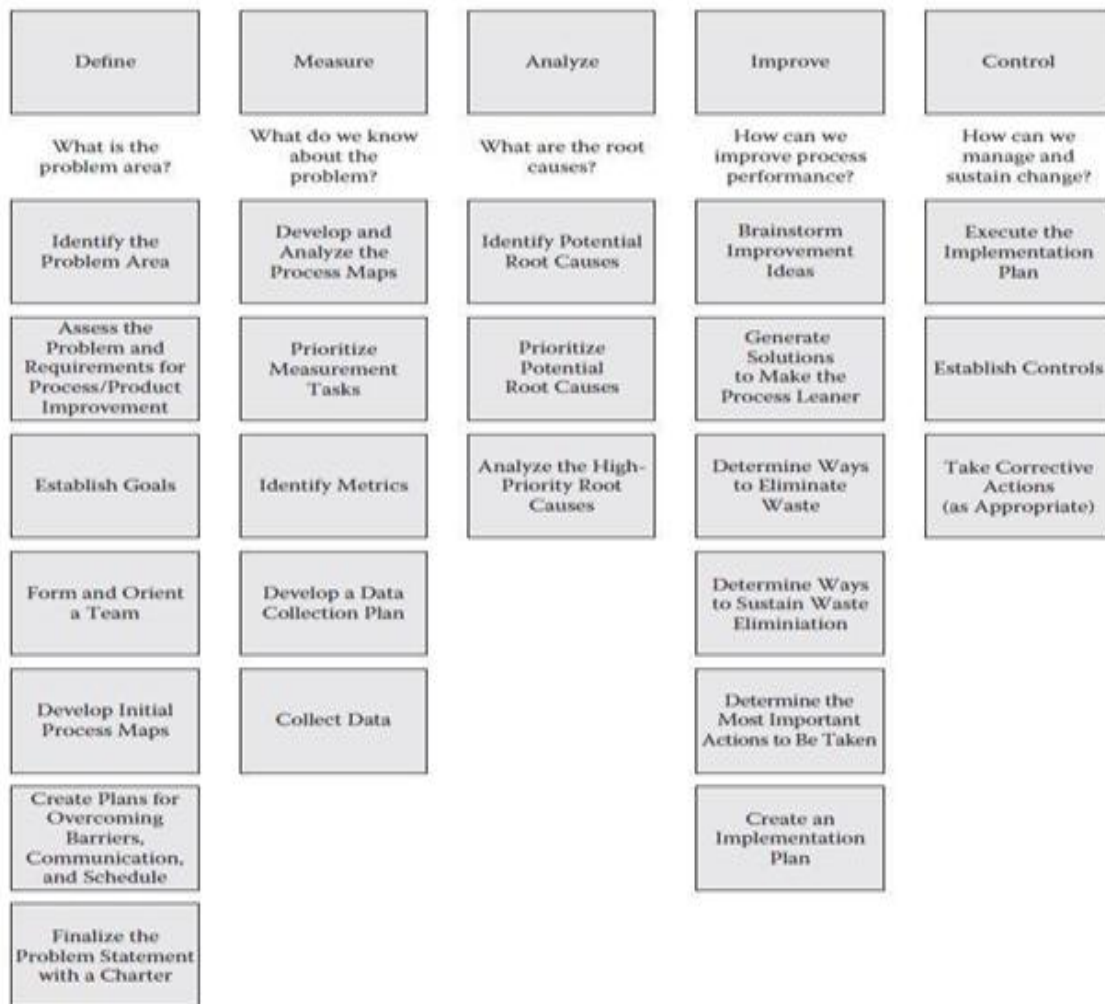 Define
Measure
Analyze
Improve
Control
What is the
problem area?
What do we know
about the
problem?
What are the root
causes?
How can we
improve process
performance?
How can we
manage and
sustain change?
Identify the
Problem Area
Develop and
Analyze the
Process Maps
Identify Potential
Root Causes
Brainstorm
Improvement
Ideas
Execute the
Implementation
Plan
Assess the
Problem and
Requirements for
Process/Product
Improvement
Prioritize
Measurement
Tasks
Prioritize
Potential
Root Causes
Generate
Solutions
to Make the
Process Leaner
Establish Controls
Establish Goals
Identify Metrics
Analyze the High-
Priority Root
Causes
Determine Ways
to Eliminate
Waste
Take Corrective
Actions
(as Appropriate)
Form and Orient
a Team
Develop a Data
Collection Plan
Determine Ways
to Sustain Waste
Eliminiation
Develop Initial
Process Maps
Collect Data
Determine the
Most Important
Actions to Be Taken
Create Plans for
Overcoming
Barriers,
Communication,
and Schedule
Create an
Implementation
Plan
Finalize the
Problem Statement
with a Charter